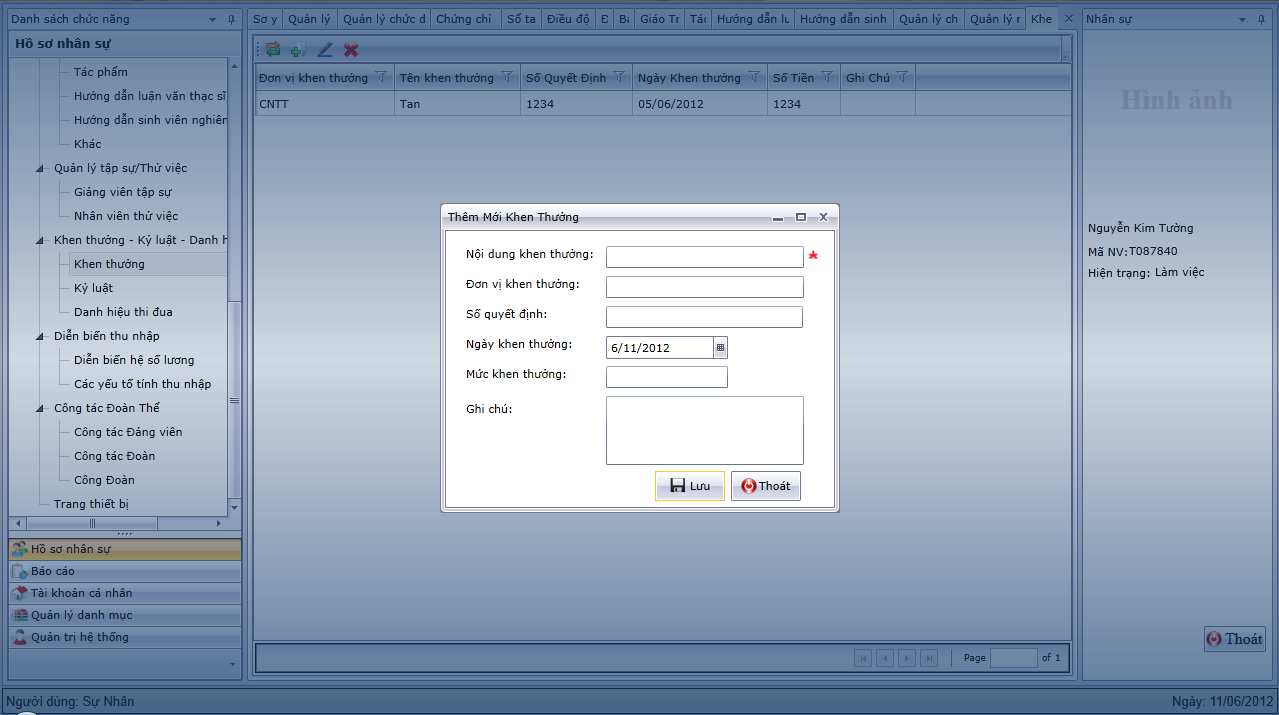 Danh sách chức năng
Hồ sơ nhân sự
Tác phẩm
Hướng dẫn luận văn thạc sĩ,
Hướng dẫn sinh viên nghiên
Khác
Quản lý tập sự/Thử việc
Giảng viên tập sự
Nhân viên thử việc
Khen thưởng - Kỷ luật - Danh h
Khen thưởng
Kỷ luật
Danh hiệu thi đua
Diễn biến thu nhập
Diễn biến hệ số lương
Các yếu tố tính thu nhập
Công tác Đoàn Thể
Công tác Đảng viên
Công tác Đoàn
Công Đoàn
Trang thiết bị
Hồ sơ nhân sự
Báo cáo
Tài khoản cá nhân
Quản lý danh mục
Quản trị hệ thống
Sơ y Quản lý Quản lý chức d Chứng chỉ Sổ ta Điều độ Đ Bả Giáo Tr Tác Hướng dẫn lu Hướng dẫn sinh Quản lý ch Quản lý r Khe
Đơn vị khen thưởng Tên khen thưởng Số Quyết Định Ngày Khen thưởng Số Tiền Ghi Chú
CNTT Tan 1234 05/06/2012 1234
Thêm Mới Khen Thưởng
Nội dung khen thưởng: *
Đơn vị khen thưởng:
Số quyết định:
Ngày khen thưởng: 6/11/2012
Mức khen thưởng:
Ghi chú:
Lưu Thoát
Page of 1
Nhân sự
Hình ảnh
Nguyễn Kim Tường
Mã NV:T087840
Hiện trạng: Làm việc
Thoát
Người dùng: Sự Nhân
Ngày: 11/06/2012